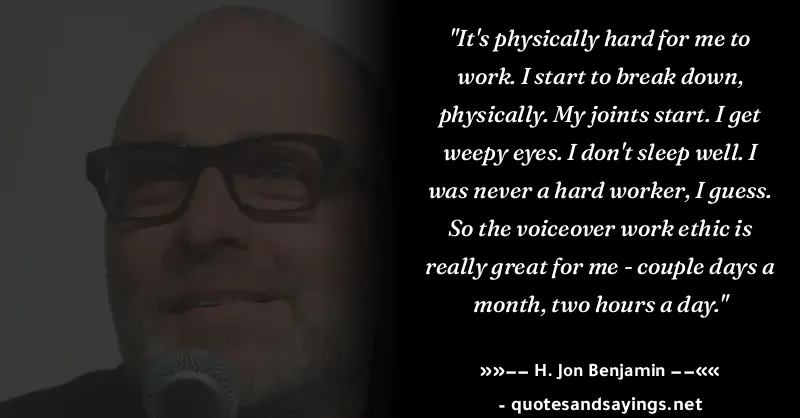 "It's physically hard for me to
work. I start to break down,
physically. My joints start. I get
weepy eyes. I don't sleep well. I
was never a hard worker, I guess.
So the voiceover work ethic is
really great for me - couple days a
month, two hours a day."
»»−− H. Jon Benjamin −−««
- quotesandsayings.net